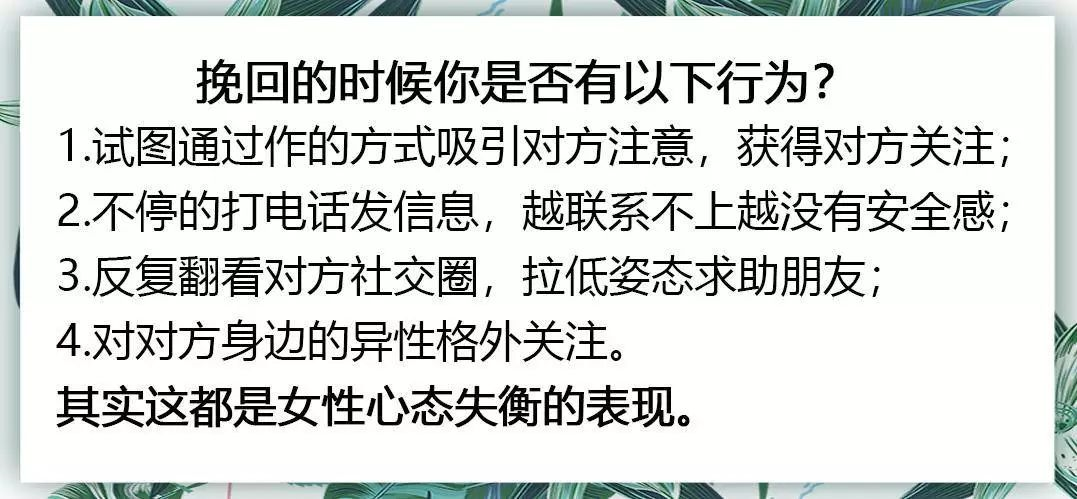 挽回的时候你是否有以下行为？
1.试图通过作的方式吸引对方注意，获得对方关注；
2.不停的打电话发信息，越联系不上越没有安全感；
3.反复翻看对方社交圈，拉低姿态求助朋友；
4.对对方身边的异性格外关注。
其实这都是女性心态失衡的表现。